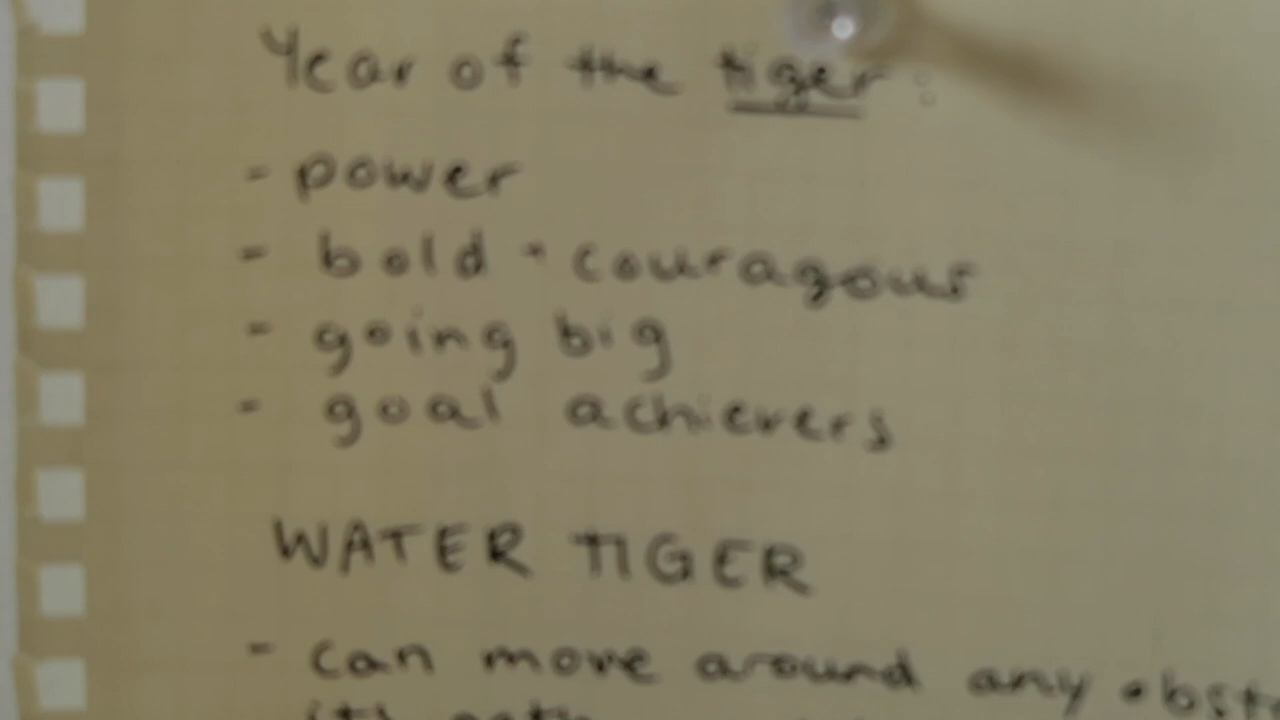 Year of the tiger:
- power
- bold + couragous
- going big
- goal achievers
WATER TIGER
- can move around any